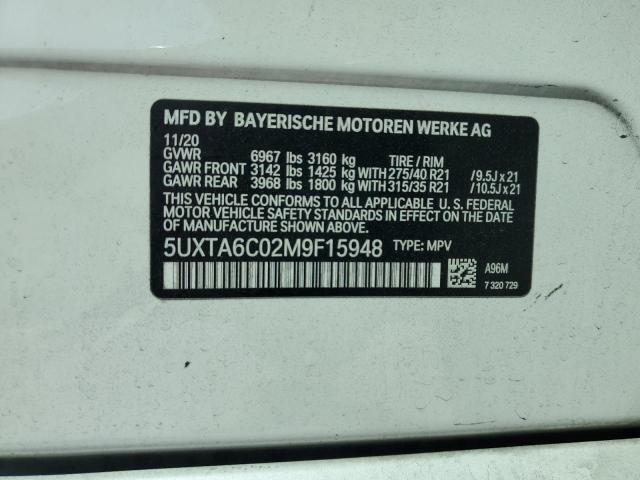 MFD BY BAYERISCHE MOTOREN WERKE AG
11/20
GVWR 6967 lbs 3160 kg TIRE / RIM
GAWR FRONT 3142 lbs 1425 kg WITH 275/40 R21 /9.5J x 21
GAWR REAR 3968 lbs 1800 kg WITH 315/35 R21 /10.5J x 21
THIS VEHICLE CONFORMS TO ALL APPLICABLE U. S. FEDERAL
MOTOR VEHICLE SAFETY STANDARDS IN EFFECT ON THE DATE
OF MANUFACTURE SHOWN ABOVE.
5UXTA6C02M9F15948 TYPE: MPV
A96M
7 320 729